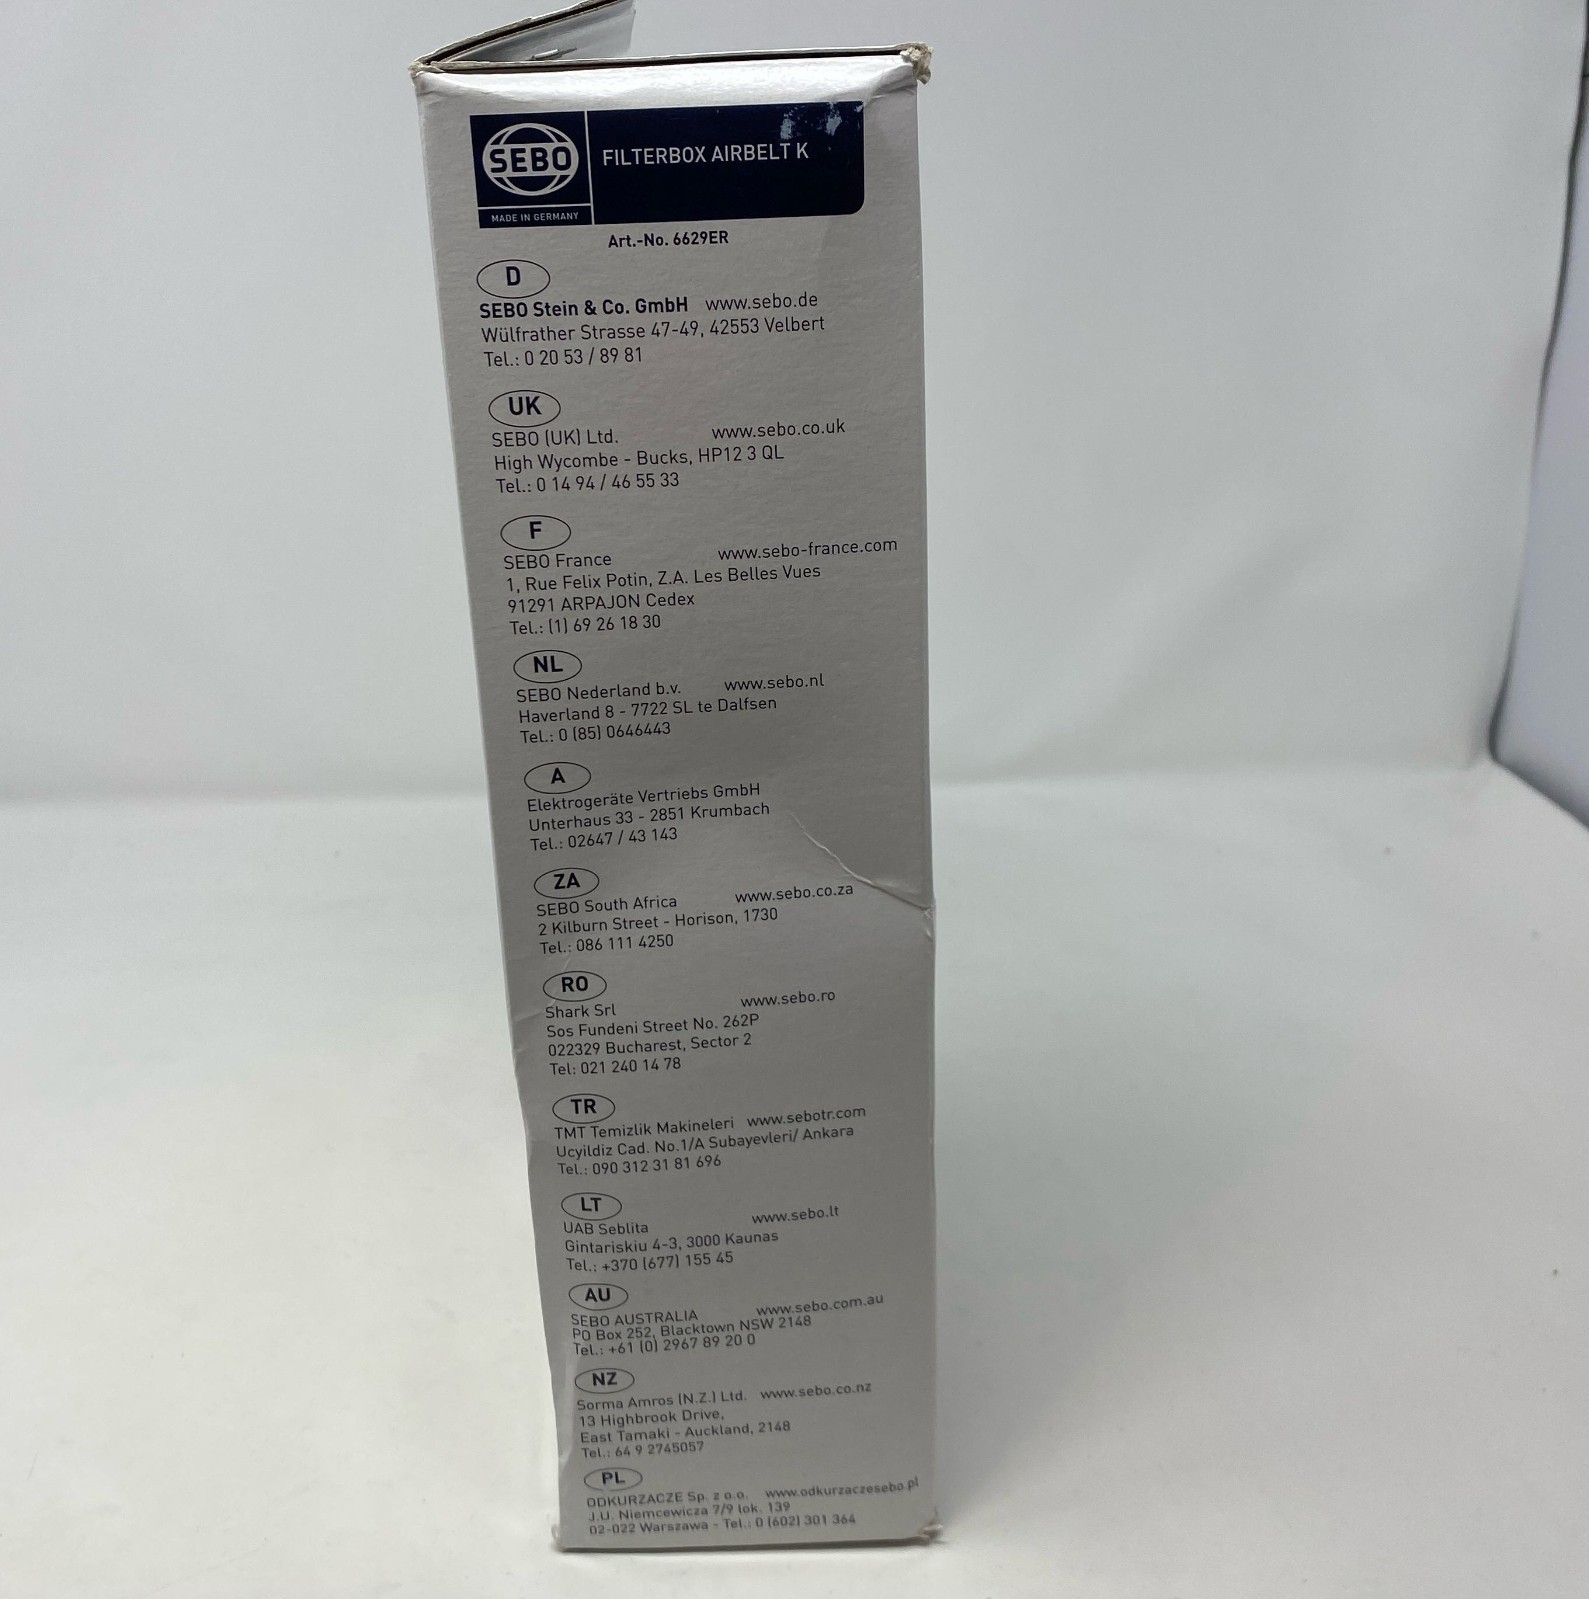 SEBO
MADE IN GERMANY
FILTERBOX AIRBELT K
Art.-No. 6629ER
D
SEBO Stein & Co. GmbH www.sebo.de
Wülfrather Strasse 47-49, 42553 Velbert
Tel.: 0 20 53 / 89 81
UK
SEBO (UK) Ltd. www.sebo.co.uk
High Wycombe - Bucks, HP12 3 QL
Tel.: 0 14 94 / 46 55 33
F
SEBO France www.sebo-france.com
1, Rue Felix Potin, Z.A. Les Belles Vues
91291 ARPAJON Cedex
Tel.: (1) 69 26 18 30
NL
SEBO Nederland b.v. www.sebo.nl
Haverland 8 - 7722 SL te Dalfsen
Tel.: 0 (85) 0646443
A
Elektrogeräte Vertriebs GmbH
Unterhaus 33 - 2851 Krumbach
Tel.: 02647 / 43 143
ZA
SEBO South Africa www.sebo.co.za
2 Kilburn Street - Horison, 1730
Tel.: 086 111 4250
RO
Shark Srl www.sebo.ro
Sos Fundeni Street No. 262P
022329 Bucharest, Sector 2
Tel: 021 240 14 78
TR
TMT Temizlik Makineleri www.sebotr.com
Ucyildiz Cad. No.1/A Subayevleri/ Ankara
Tel.: 090 312 31 81 696
LT
UAB Seblita www.sebo.lt
Gintariskiu 4-3, 3000 Kaunas
Tel.: +370 (677) 155 45
AU
SEBO AUSTRALIA www.sebo.com.au
PO Box 252, Blacktown NSW 2148
Tel.: +61 (0) 2967 89 20 0
NZ
Sorma Amros (N.Z.) Ltd. www.sebo.co.nz
13 Highbrook Drive,
East Tamaki - Auckland, 2148
Tel.: 64 9 2745057
PL
ODKURZACZE Sp. z o.o. www.odkurzaczesebo.pl
J.U. Niemcewicza 7/9 lok. 139
02-022 Warszawa - Tel.: 0 (602) 301 364